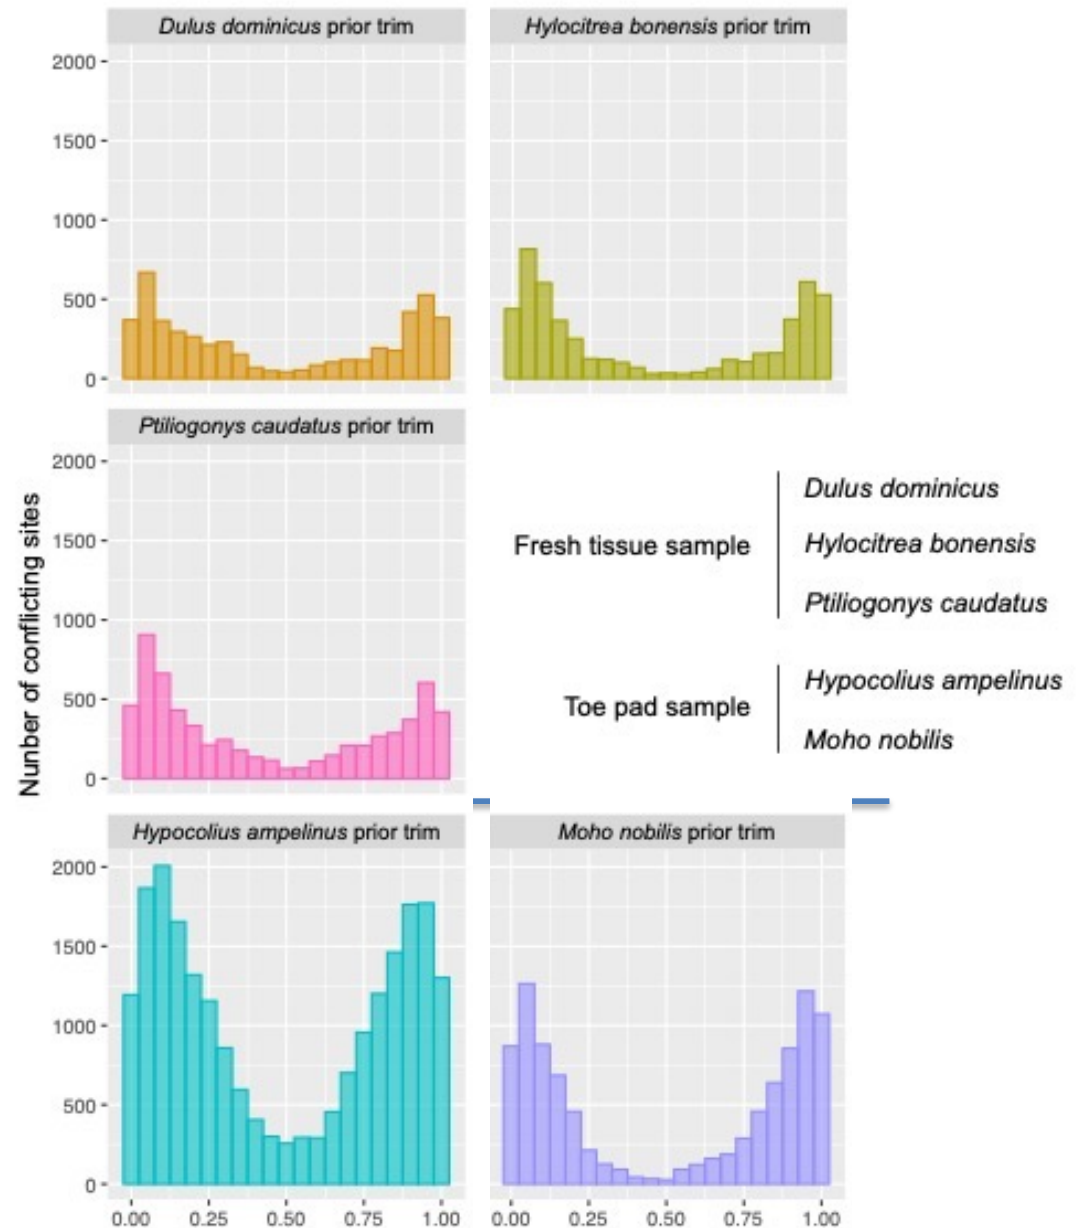 Dulus dominicus prior trim
Hylocitrea bonensis prior trim
2000
1500
1000
500
0
Ptiliogonys caudatus prior trim
2000
1500
1000
500
0
Nunber of conflicting sites
Fresh tissue sample
Dulus dominicus
Hylocitrea bonensis
Ptiliogonys caudatus
Toe pad sample
Hypocolius ampelinus
Moho nobilis
Hypocolius ampelinus prior trim
Moho nobilis prior trim
2000
1500
1000
500
0
0.00 0.25 0.50 0.75 1.00
0.00 0.25 0.50 0.75 1.00